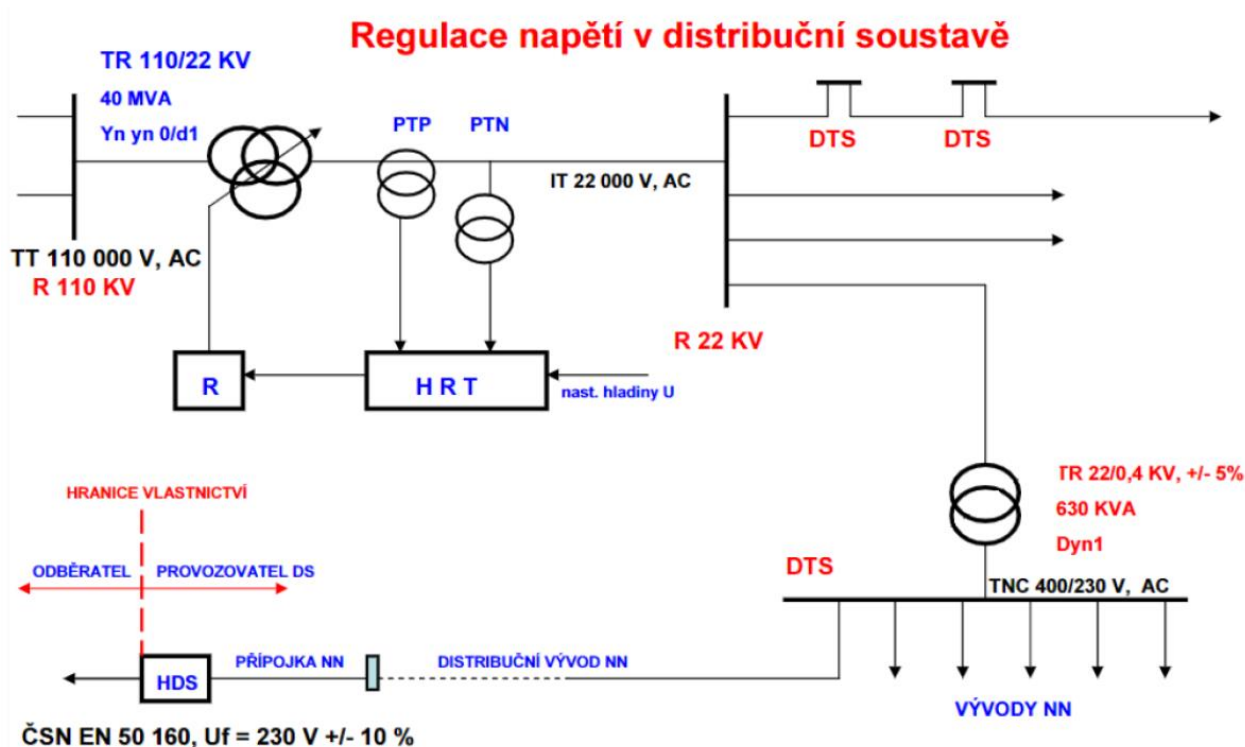 Regulace napětí v distribuční soustavě
TR 110/22 KV
40 MVA
Yn yn 0/d1
PTP
PTN
DTS
DTS
IT 22 000 V, AC
TT 110 000 V, AC
R 110 KV
R 22 KV
R
H R T
nast. hladiny U
HRANICE VLASTNICTVÍ
TR 22/0,4 KV, +/- 5%
630 KVA
Dyn1
ODBĚRATEL
PROVOZOVATEL DS
DTS
TNC 400/230 V, AC
PŘÍPOJKA NN
DISTRIBUČNÍ VÝVOD NN
HDS
VÝVODY NN
ČSN EN 50 160, Uf = 230 V +/- 10 %